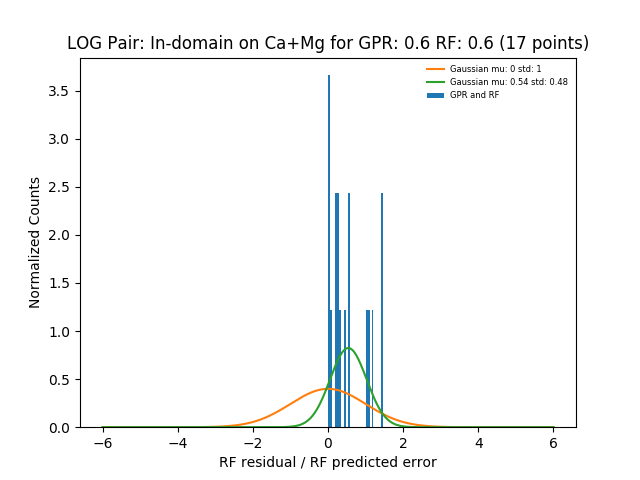 LOG Pair: In-domain on Ca+Mg for GPR: 0.6 RF: 0.6 (17 points)
Gaussian mu: 0 std: 1
Gaussian mu: 0.54 std: 0.48
GPR and RF
Normalized Counts
3.5
3.0
2.5
2.0
1.5
1.0
0.5
0.0
−6 −4 −2 0 2 4 6
RF residual / RF predicted error